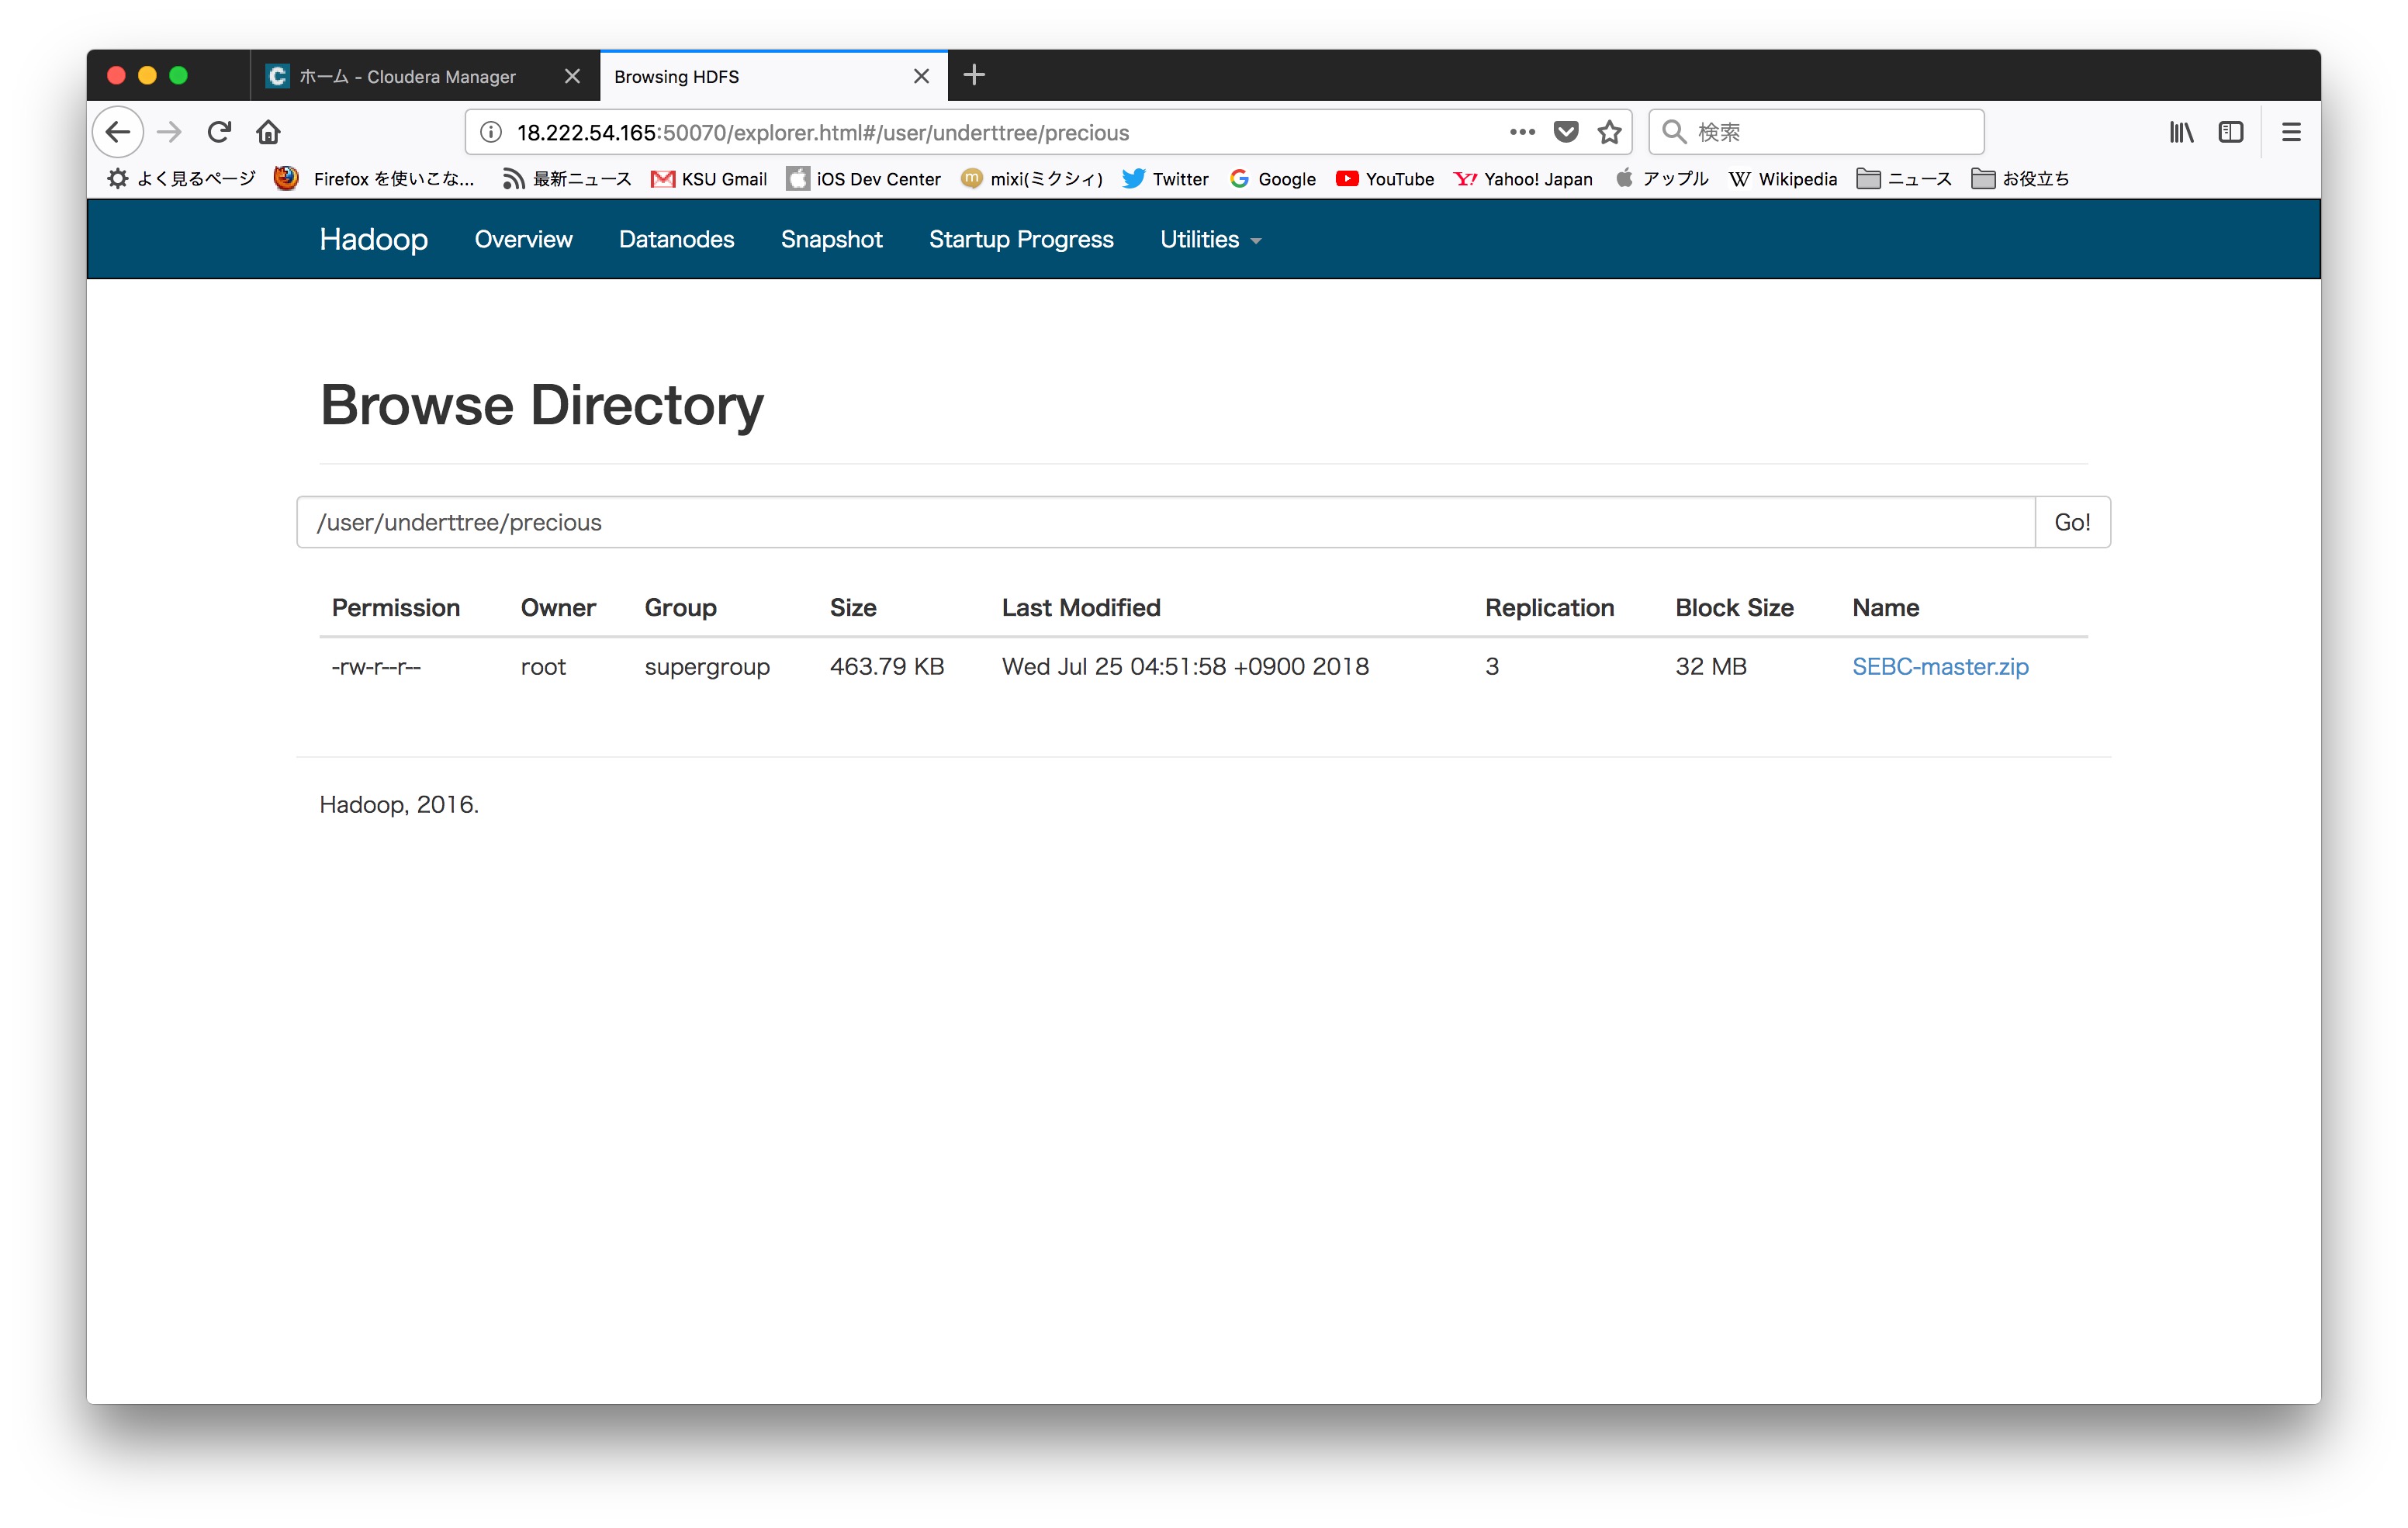 ホーム - Cloudera Manager
Browsing HDFS
18.222.54.165:50070/explorer.html#/user/underttree/precious
検索
よく見るページ Firefox を使いこな... 最新ニュース KSU Gmail iOS Dev Center mixi(ミクシィ) Twitter Google YouTube Yahoo! Japan アップル Wikipedia ニュース お役立ち
Hadoop Overview Datanodes Snapshot Startup Progress Utilities
Browse Directory
/user/underttree/precious Go!
Permission Owner Group Size Last Modified Replication Block Size Name
-rw-r--r-- root supergroup 463.79 KB Wed Jul 25 04:51:58 +0900 2018 3 32 MB SEBC-master.zip
Hadoop, 2016.